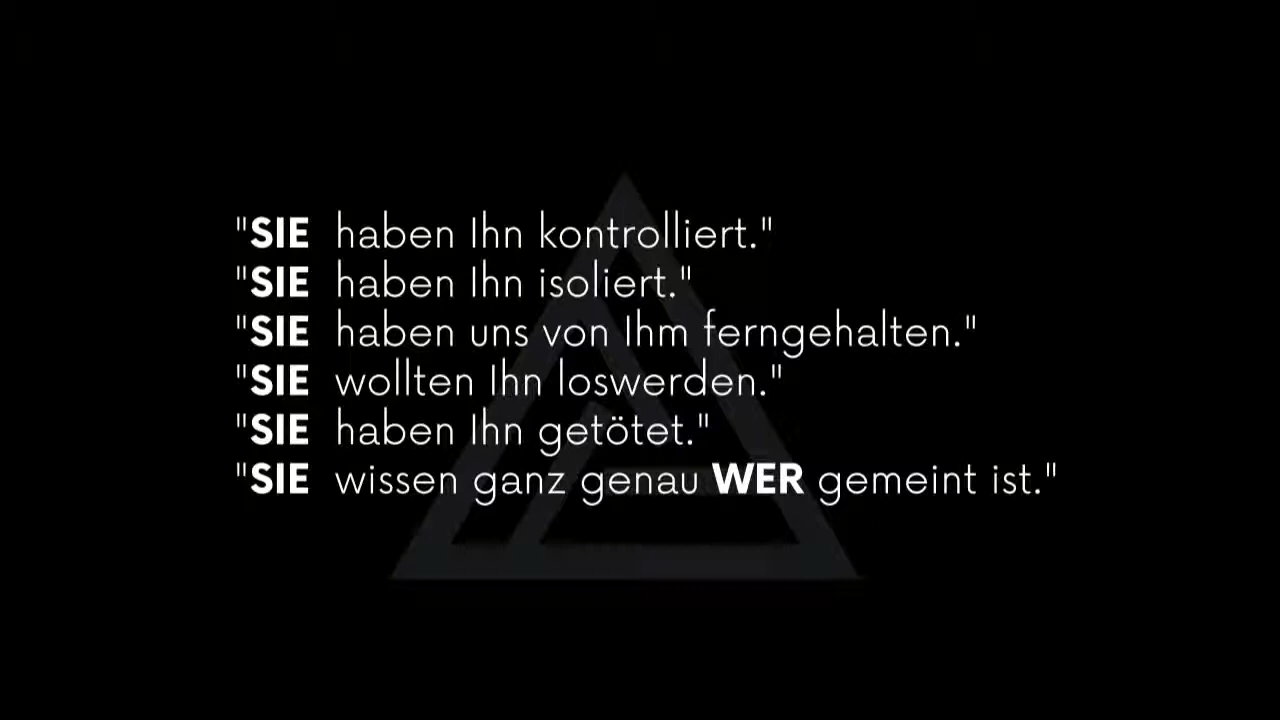 "SIE haben Ihn kontrolliert."
"SIE haben Ihn isoliert."
"SIE haben uns von Ihm ferngehalten."
"SIE wollten Ihn loswerden."
"SIE haben Ihn getötet."
"SIE wissen ganz genau WER gemeint ist."